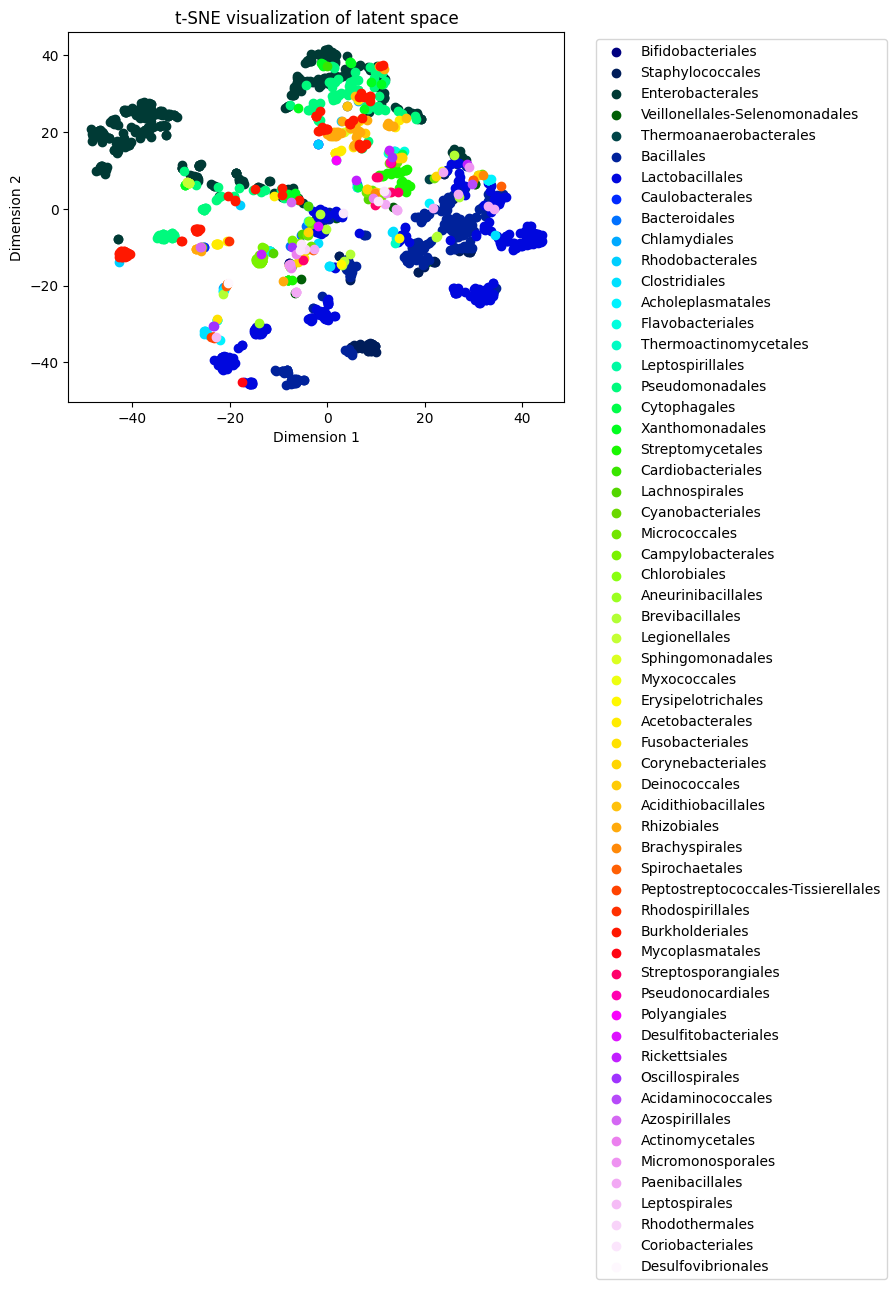 t-SNE visualization of latent space
40
20
0
−20
−40
Dimension 2
−40
−20
0
20
40
Dimension 1
Bifidobacteriales
Staphylococcales
Enterobacterales
Veillonellales-Selenomonadales
Thermoanaerobacterales
Bacillales
Lactobacillales
Caulobacterales
Bacteroidales
Chlamydiales
Rhodobacterales
Clostridiales
Acholeplasmatales
Flavobacteriales
Thermoactinomycetales
Leptospirillales
Pseudomonadales
Cytophagales
Xanthomonadales
Streptomycetales
Cardiobacteriales
Lachnospirales
Cyanobacteriales
Micrococcales
Campylobacterales
Chlorobiales
Aneurinibacillales
Brevibacillales
Legionellales
Sphingomonadales
Myxococcales
Erysipelotrichales
Acetobacterales
Fusobacteriales
Corynebacteriales
Deinococcales
Acidithiobacillales
Rhizobiales
Brachyspirales
Spirochaetales
Peptostreptococcales-Tissierellales
Rhodospirillales
Burkholderiales
Mycoplasmatales
Streptosporangiales
Pseudonocardiales
Polyangiales
Desulfitobacteriales
Rickettsiales
Oscillospirales
Acidaminococcales
Azospirillales
Actinomycetales
Micromonosporales
Paenibacillales
Leptospirales
Rhodothermales
Coriobacteriales
Desulfovibrionales